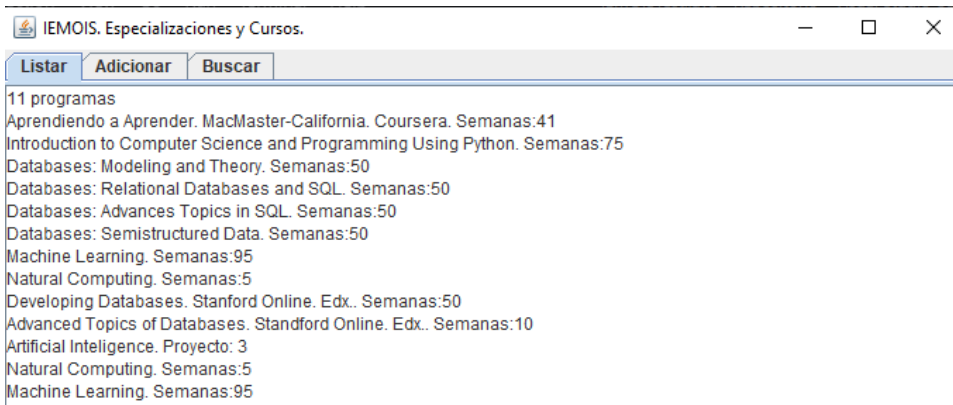 IEMOIS. Especializaciones y Cursos.
Listar Adicionar Buscar
11 programas
Aprendiendo a Aprender. MacMaster-California. Coursera. Semanas:41
Introduction to Computer Science and Programming Using Python. Semanas:75
Databases: Modeling and Theory. Semanas:50
Databases: Relational Databases and SQL. Semanas:50
Databases: Advances Topics in SQL. Semanas:50
Databases: Semistructured Data. Semanas:50
Machine Learning. Semanas:95
Natural Computing. Semanas:5
Developing Databases. Stanford Online. Edx.. Semanas:50
Advanced Topics of Databases. Standford Online. Edx.. Semanas:10
Artificial Inteligence. Proyecto: 3
Natural Computing. Semanas:5
Machine Learning. Semanas:95